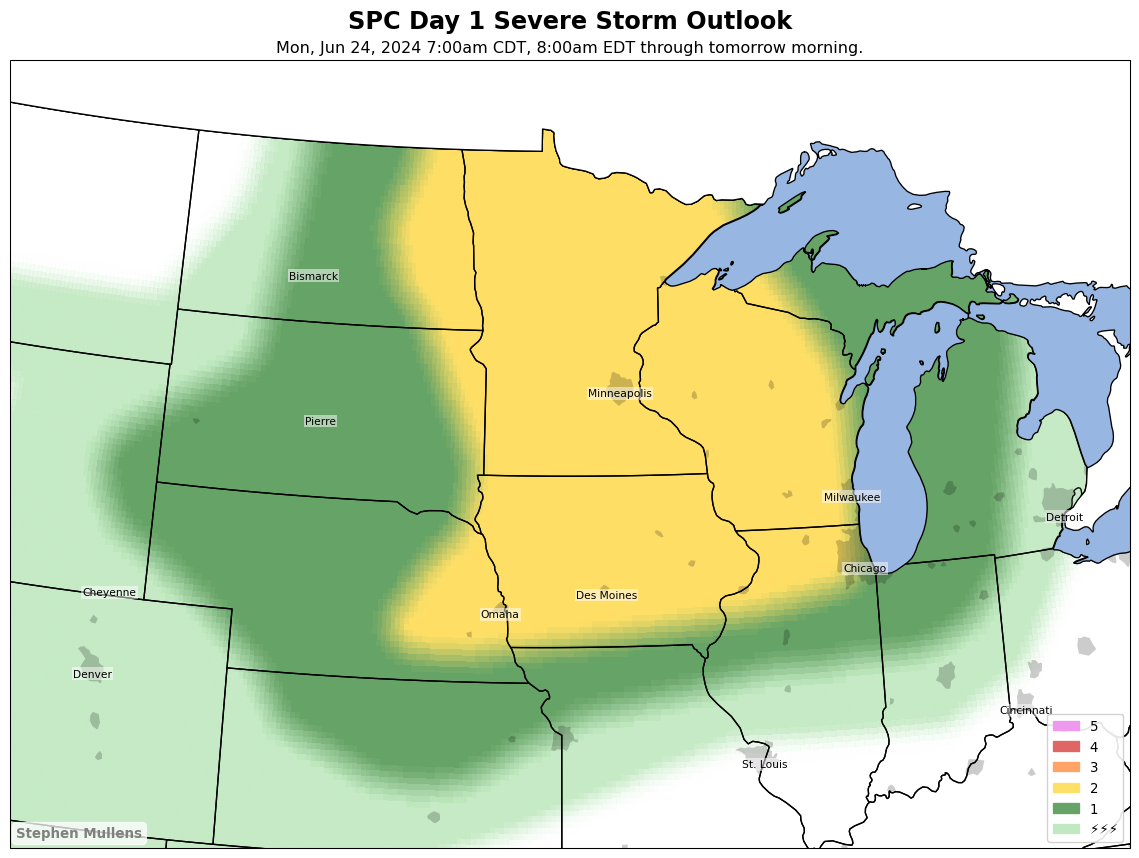 SPC Day 1 Severe Storm Outlook
Mon, Jun 24, 2024 7:00am CDT, 8:00am EDT through tomorrow morning.
Bismarck
Minneapolis
Pierre
Milwaukee
Detroit
Chicago
Cheyenne
Des Moines
Omaha
Denver
Cincinnati
St. Louis
5
4
3
2
1
⚡⚡⚡
Stephen Mullens